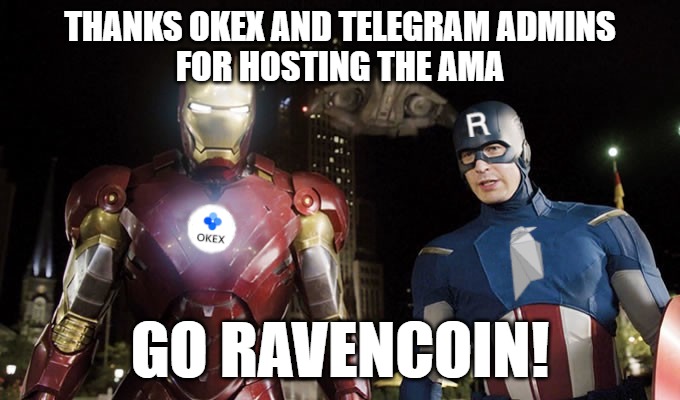 THANKS OKEX AND TELEGRAM ADMINS
FOR HOSTING THE AMA
R
OKEX
GO RAVENCOIN!